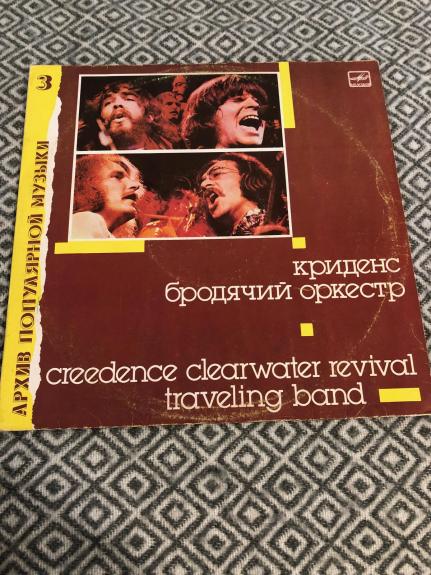 3
АРХИВ ПОПУЛЯРНОЙ МУЗЫКИ
криденс
бродячий оркестр
creedence clearwater revival
traveling band